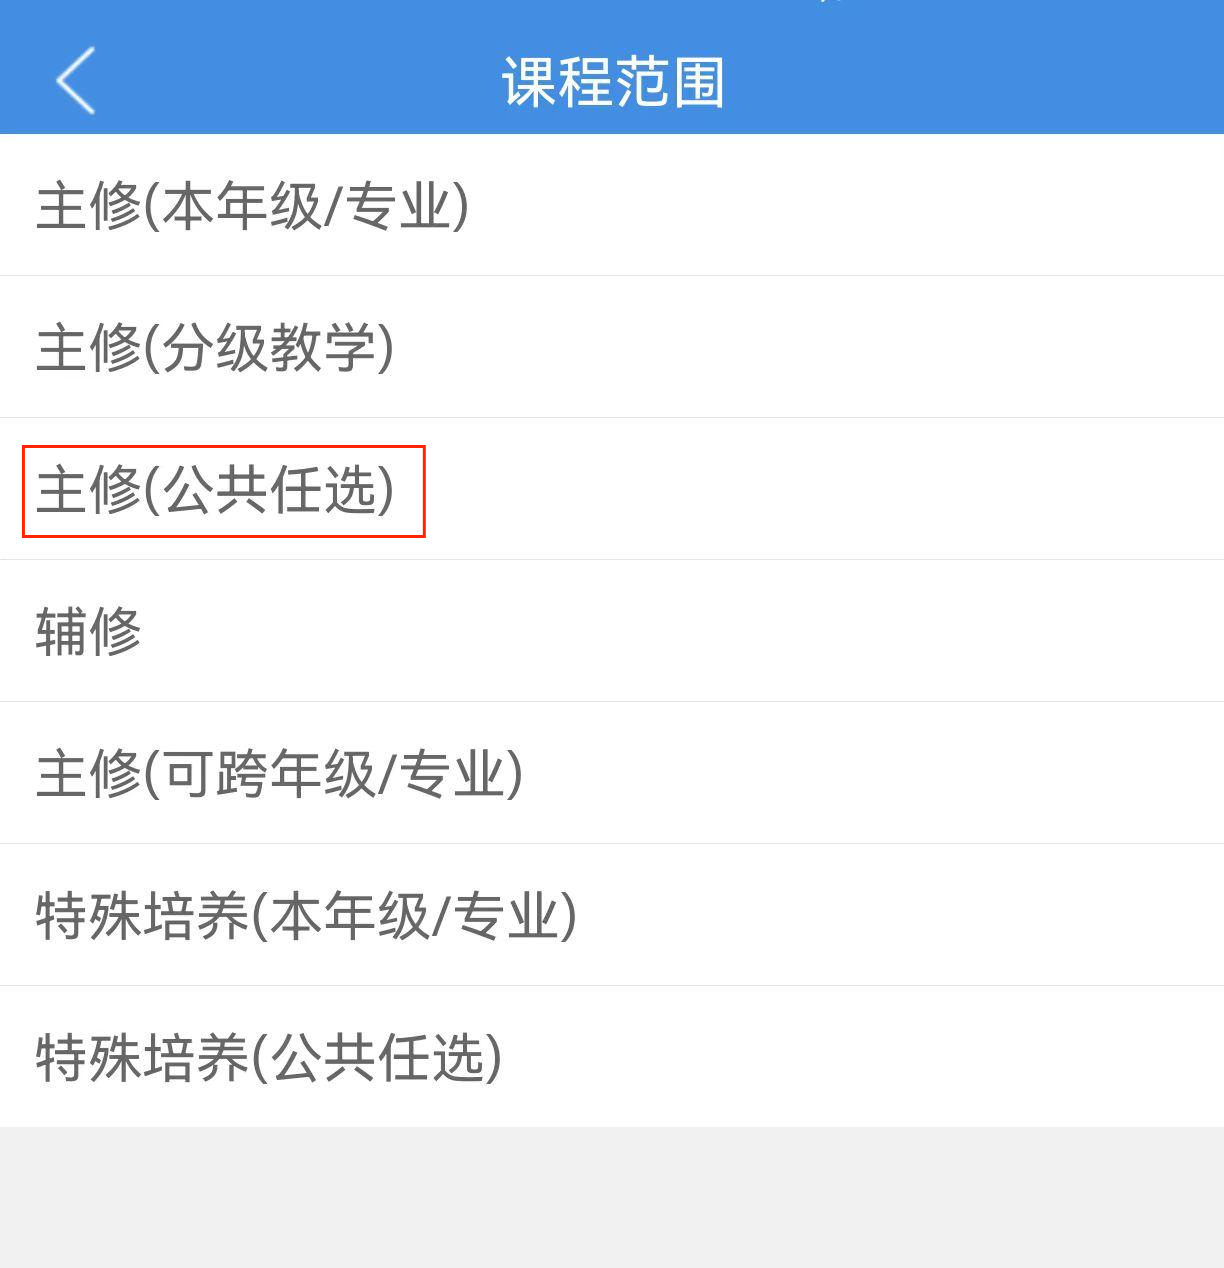 课程范围
主修(本年级/专业)
主修(分级教学)
主修(公共任选)
辅修
主修(可跨年级/专业)
特殊培养(本年级/专业)
特殊培养(公共任选)